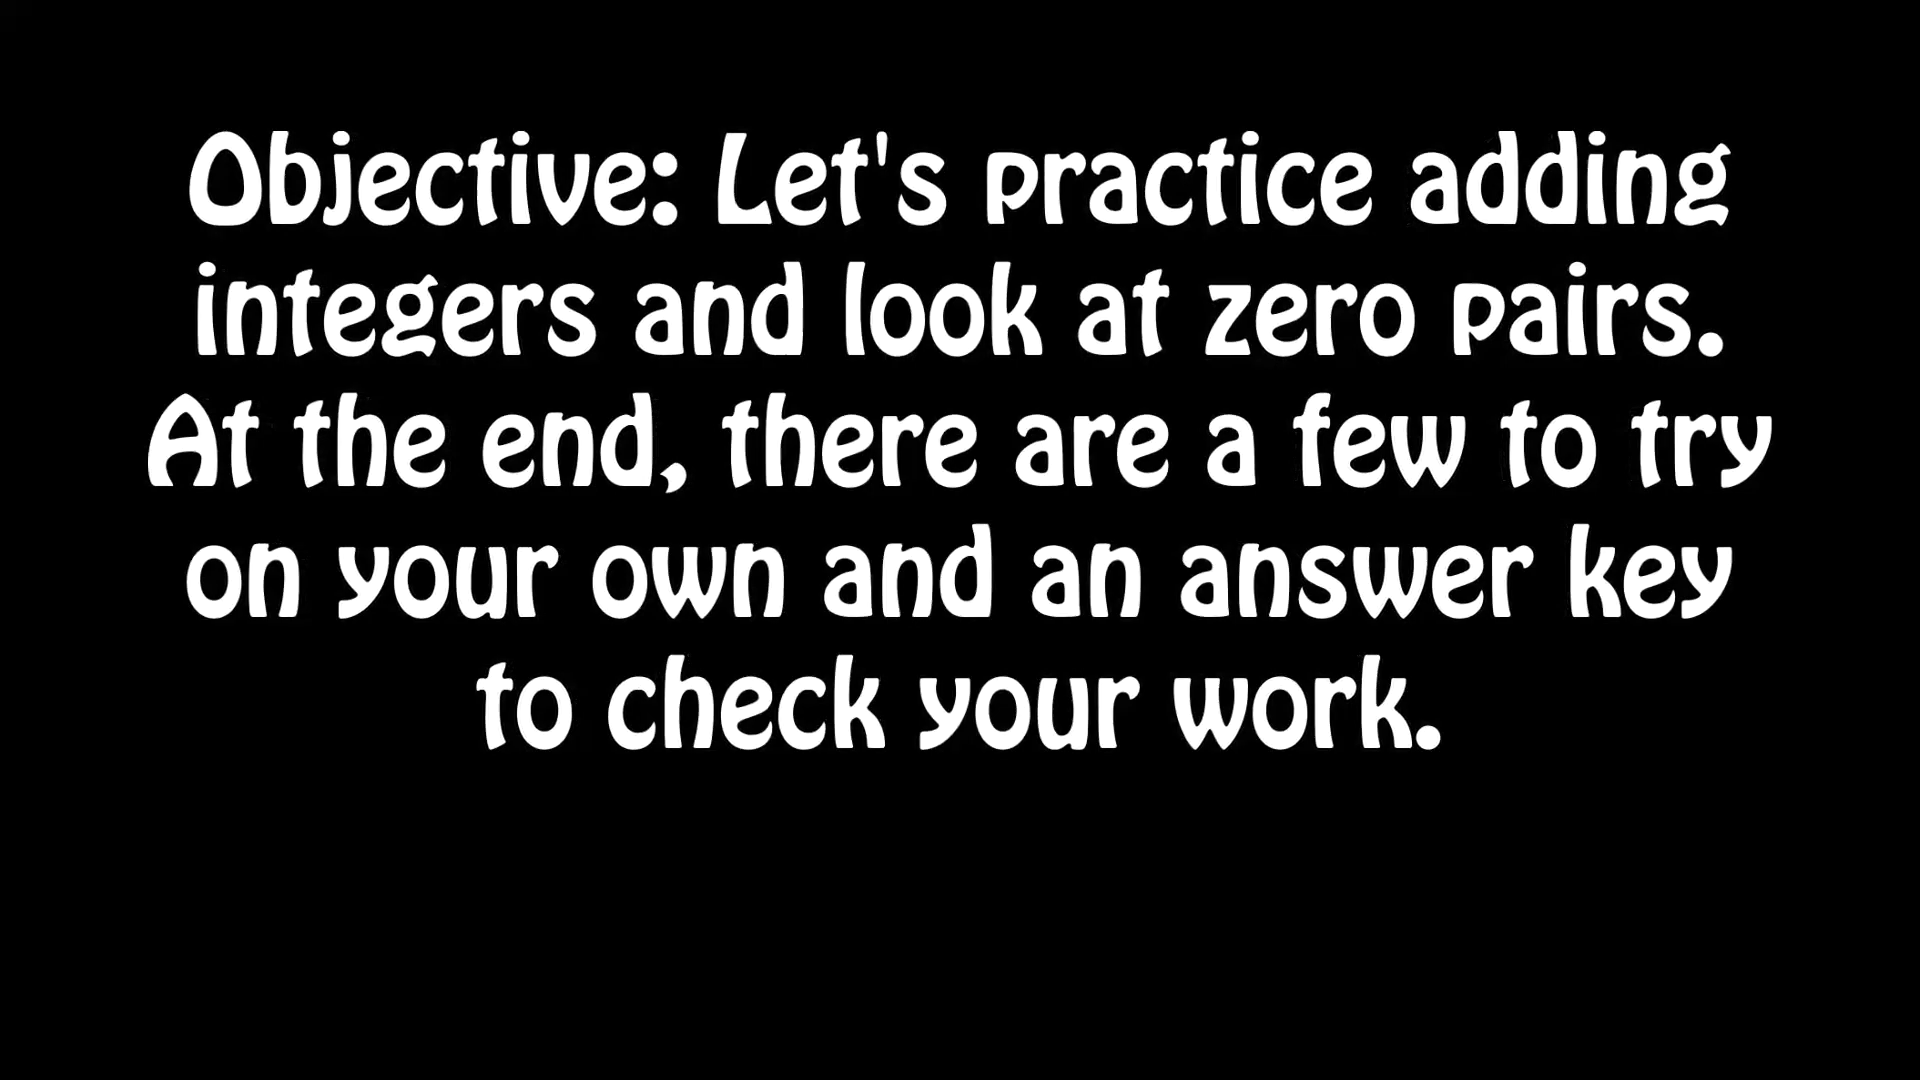 Objective: Let's practice adding
integers and look at zero pairs.
At the end, there are a few to try
on your own and an answer key
to check your work.